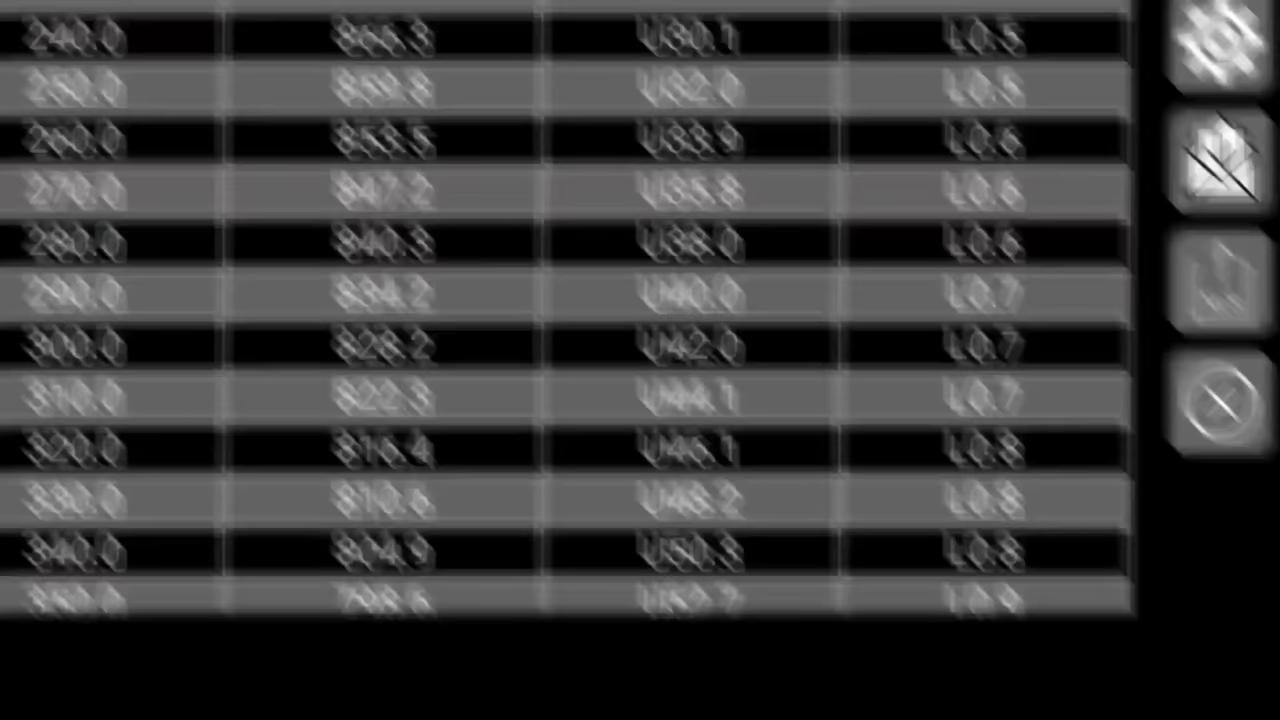 240.0 866.3 U30.1 L0.5
250.0 859.8 U32.0 L0.5
260.0 853.5 U33.9 L0.6
270.0 847.2 U35.8 L0.6
280.0 840.3 U38.0 L0.6
290.0 834.2 U40.0 L0.7
300.0 828.2 U42.0 L0.7
310.0 822.3 U44.1 L0.7
320.0 816.4 U46.1 L0.8
330.0 810.6 U48.2 L0.8
340.0 804.9 U50.3 L0.8
350.0 L0.9